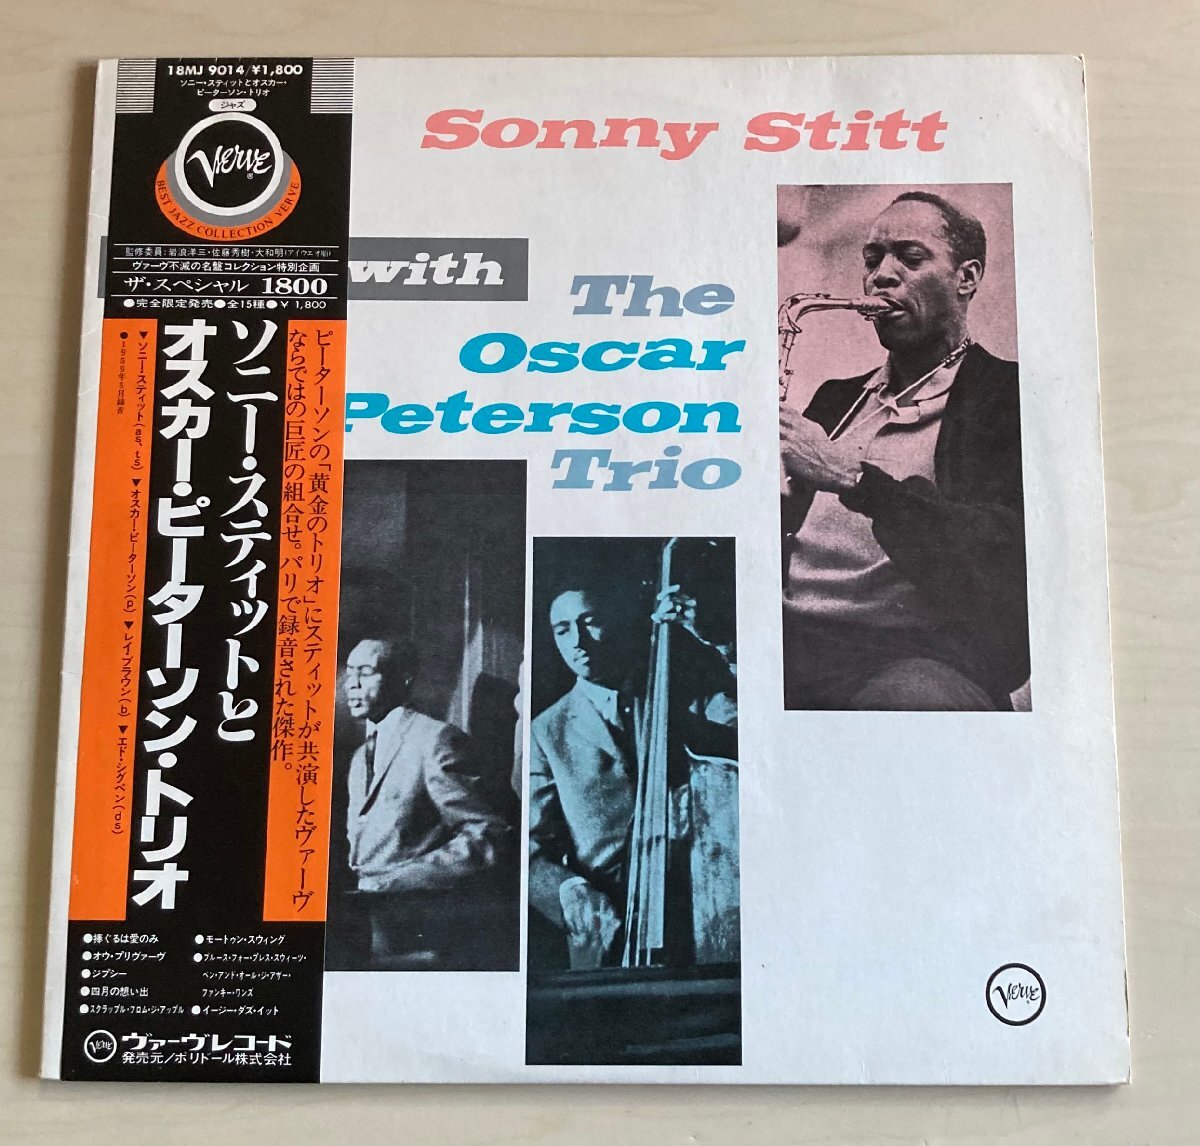 18MJ 9014/¥1,800
ソニー・スティットとオスカー・
ピーターソン・トリオ
ジャズ
VERVE
BEST JAZZ COLLECTION VERVE
監修委員:岩浪洋三・佐藤秀樹・大和明(アイウエオ順)
ヴァーヴ不滅の名盤コレクション特別企画
ザ・スペシャル 1800
●完全限定発売●全15種●¥1,800
ピーターソンの「黄金のトリオ」にスティットが共演したヴァーヴ
ならではの巨匠の組合せ。パリで録音された傑作。
ソニー・スティットと
オスカー・ピーターソン・トリオ
▼ソニー・スティット(as,ts)▼オスカー・ピーターソン(p)▼レイ・ブラウン(b)▼エド・シグペン(ds)
●1959年5月録音
●捧ぐるは愛のみ
●オウ・プリヴァーヴ
●ジプシー
●四月の想い出
●スクラップル・フロム・ジ・アップル
●モートゥン・スウィング
●ブルース・フォー・プレス・スウィーツ・
ベン・アンド・オール・ジ・アザー・
ファンキー・ワンズ
●イージー・ダズ・イット
VERVE
ヴァーヴレコード
発売元/ポリドール株式会社
Sonny Stitt
with
The
Oscar
Peterson
Trio
VERVE